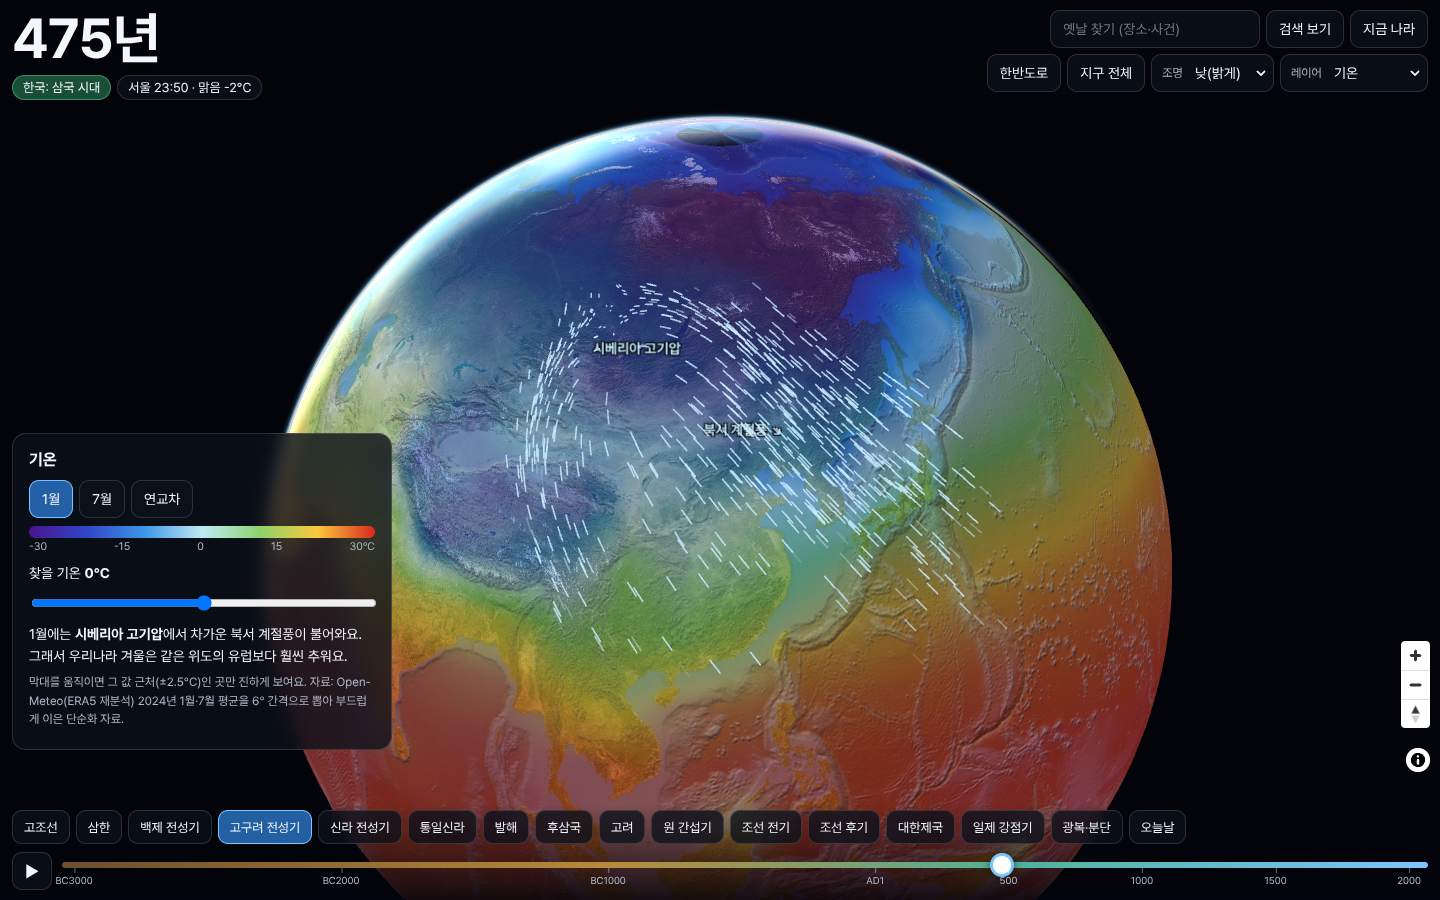 475년
한국: 삼국 시대
서울 23:50 · 맑음 -2°C
옛날 찾기 (장소·사건)
검색 보기
지금 나라
한반도로
지구 전체
조명 낮(밝게)
레이어 기온
시베리아 고기압
북서 계절풍 ↘
기온
1월
7월
연교차
-30 -15 0 15 30°C
찾을 기온 0°C
1월에는 시베리아 고기압에서 차가운 북서 계절풍이 불어와요.
그래서 우리나라 겨울은 같은 위도의 유럽보다 훨씬 추워요.
막대를 움직이면 그 값 근처(±2.5°C)인 곳만 진하게 보여요. 자료: Open-
Meteo(ERA5 재분석) 2024년 1월·7월 평균을 6° 간격으로 뽑아 부드럽
게 이은 단순화 자료.
고조선
삼한
백제 전성기
고구려 전성기
신라 전성기
통일신라
발해
후삼국
고려
원 간섭기
조선 전기
조선 후기
대한제국
일제 강점기
광복·분단
오늘날
BC3000 BC2000 BC1000 AD1 500 1000 1500 2000